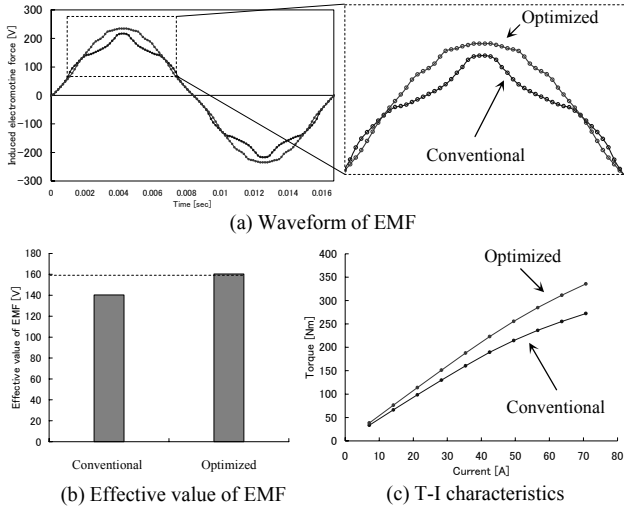 300
200
100
0
−100
−200
−300
0
0.002
0.004
0.006
0.008
0.01
0.012
0.014
0.016
Induced electromotine force [V]
Time [sec]
Optimized
Conventional
(a) Waveform of EMF
180
160
140
120
100
80
60
40
20
0
Effective value of EMF [V]
Conventional
Optimized
(b) Effective value of EMF
400
350
300
250
200
150
100
50
0
Torque [Nm]
Optimized
Conventional
0 10 20 30 40 50 60 70 80
Current [A]
(c) T-I characteristics